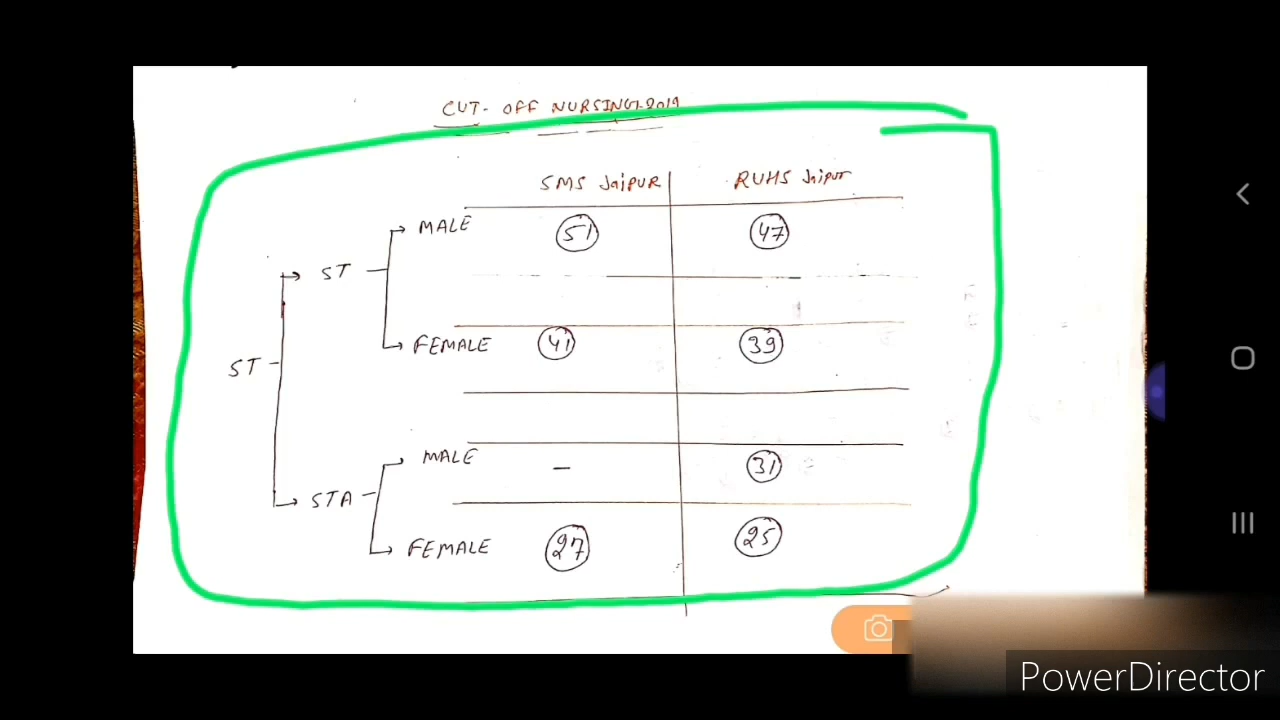 CUT-OFF NURSING-2019
SMS JAIPUR RUHS JAIPUR
MALE 51 47
ST
FEMALE 41 39
ST
MALE - 31
STA
FEMALE 27 25
PowerDirector